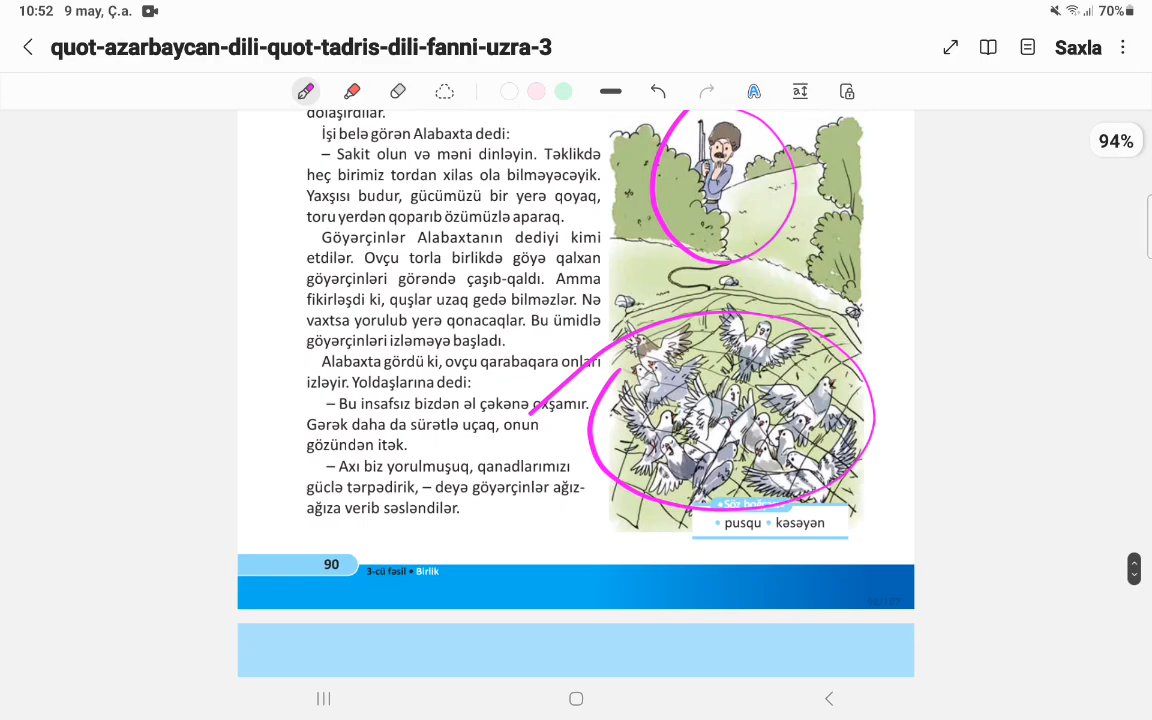 10:52 9 may, Ç.a. 70%
quot-azarbaycan-dili-quot-tadris-dili-fanni-uzra-3 Saxla
94%
dolaşırdılar.
İşi belə görən Alabaxta dedi:
– Sakit olun və məni dinləyin. Təklikdə
heç birimiz tordan xilas ola bilməyəcəyik.
Yaxşısı budur, gücümüzü bir yerə qoyaq,
toru yerdən qoparıb özümüzlə aparaq.
Göyərçinlər Alabaxtanın dediyi kimi
etdilər. Ovçu torla birlikdə göyə qalxan
göyərçinləri görəndə çaşıb-qaldı. Amma
fikirləşdi ki, quşlar uzaq gedə bilməzlər. Nə
vaxtsa yorulub yerə qonacaqlar. Bu ümidlə
göyərçinləri izləməyə başladı.
Alabaxta gördü ki, ovçu qarabaqara onları
izləyir. Yoldaşlarına dedi:
– Bu insafsız bizdən əl çəkənə oxşamır.
Gərək daha da sürətlə uçaq, onun
gözündən itək.
– Axı biz yorulmuşuq, qanadlarımızı
güclə tərpədirik, – deyə göyərçinlər ağız-
ağıza verib səsləndilər.
• Söz
• pusqu • kəsəyən
90
3-cü fəsil • Birlik